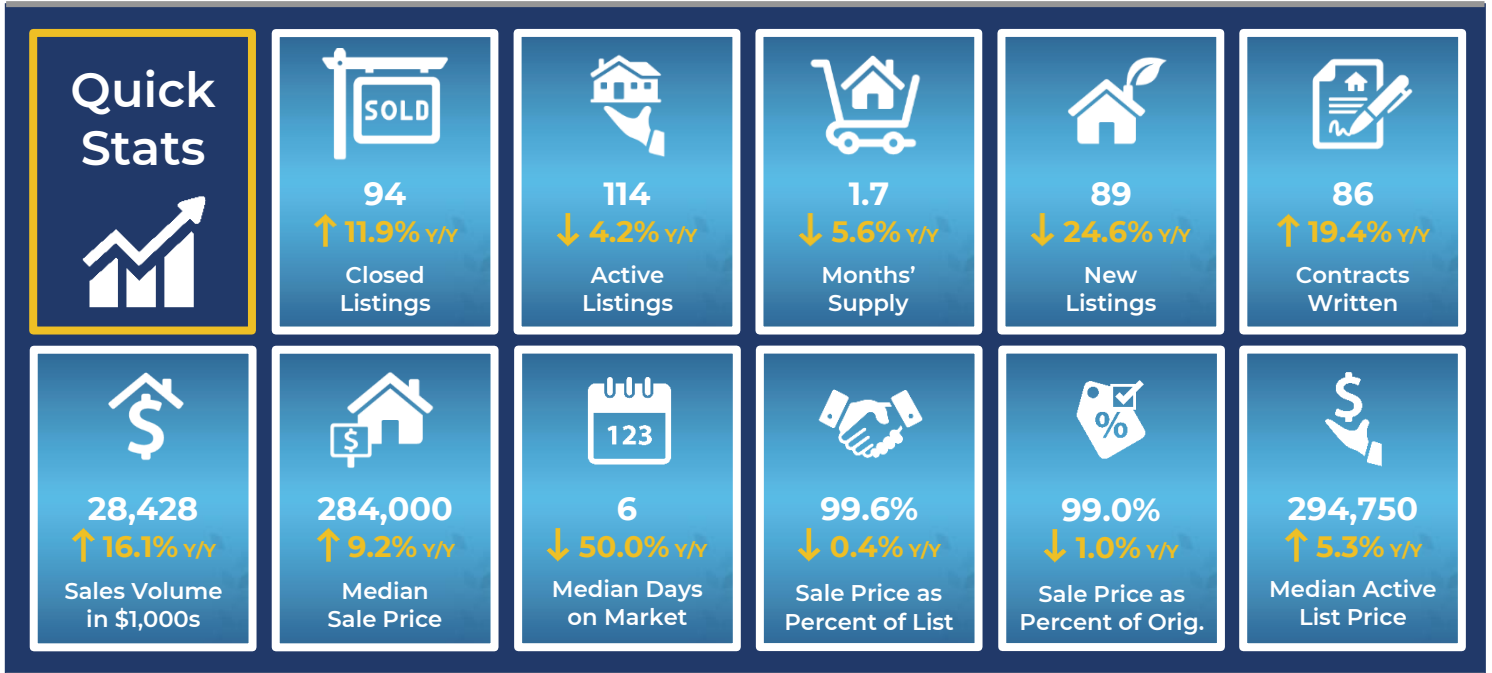 Quick
Stats
SOLD
94
↑ 11.9% Y/Y
Closed
Listings
114
↓ 4.2% Y/Y
Active
Listings
1.7
↓ 5.6% Y/Y
Months’
Supply
89
↓ 24.6% Y/Y
New
Listings
86
↑ 19.4% Y/Y
Contracts
Written
$
28,428
↑ 16.1% Y/Y
Sales Volume
in $1,000s
$
284,000
↑ 9.2% Y/Y
Median
Sale Price
123
6
↓ 50.0% Y/Y
Median Days
on Market
99.6%
↓ 0.4% Y/Y
Sale Price as
Percent of List
%
99.0%
↓ 1.0% Y/Y
Sale Price as
Percent of Orig.
$
294,750
↑ 5.3% Y/Y
Median Active
List Price